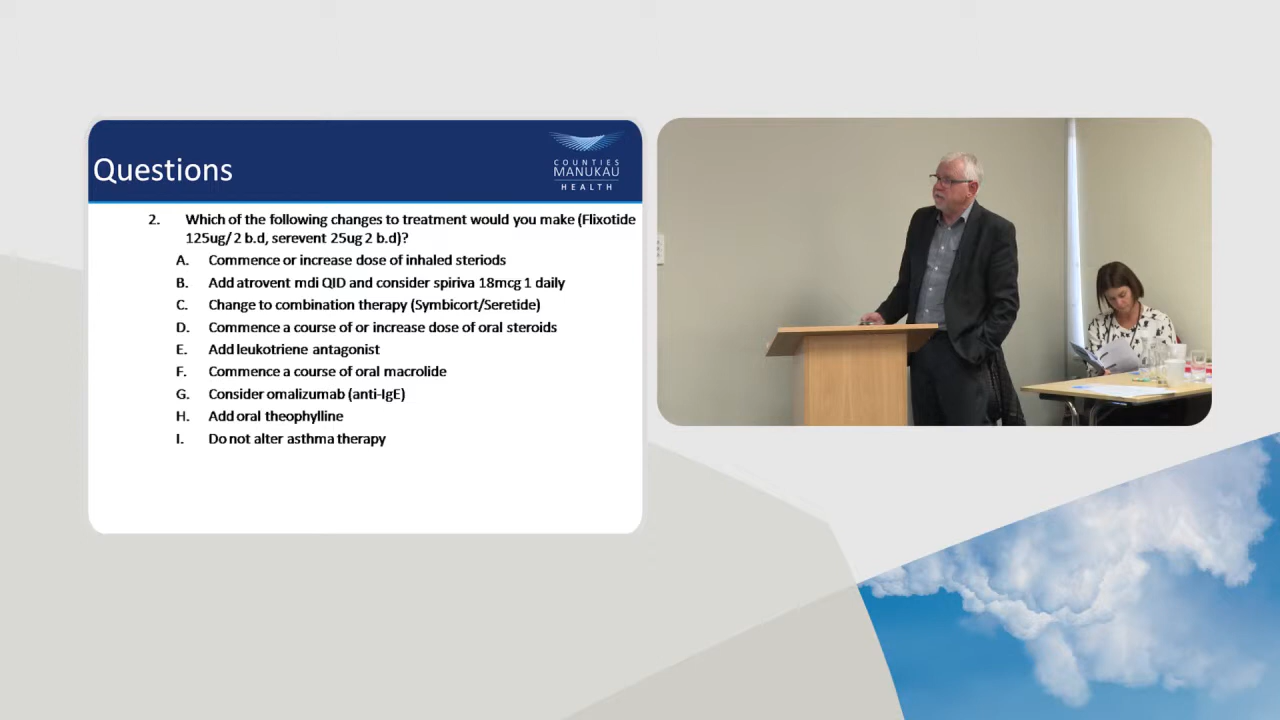 Questions
COUNTIES
MANUKAU
HEALTH
2. Which of the following changes to treatment would you make (Flixotide
125ug/ 2 b.d, serevent 25ug 2 b.d)?
A. Commence or increase dose of inhaled steriods
B. Add atrovent mdi QID and consider spiriva 18mcg 1 daily
C. Change to combination therapy (Symbicort/Seretide)
D. Commence a course of or increase dose of oral steroids
E. Add leukotriene antagonist
F. Commence a course of oral macrolide
G. Consider omalizumab (anti-IgE)
H. Add oral theophylline
I. Do not alter asthma therapy